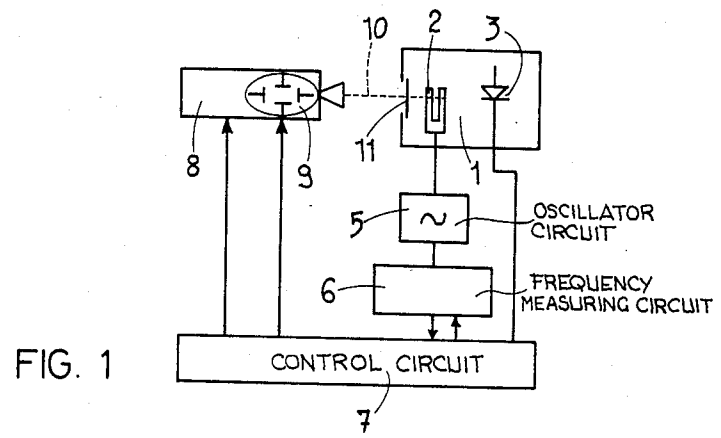 10
2
3
8
9
11
1
5
~
OSCILLATOR
CIRCUIT
6
FREQUENCY
MEASURING CIRCUIT
FIG. 1
CONTROL CIRCUIT
7